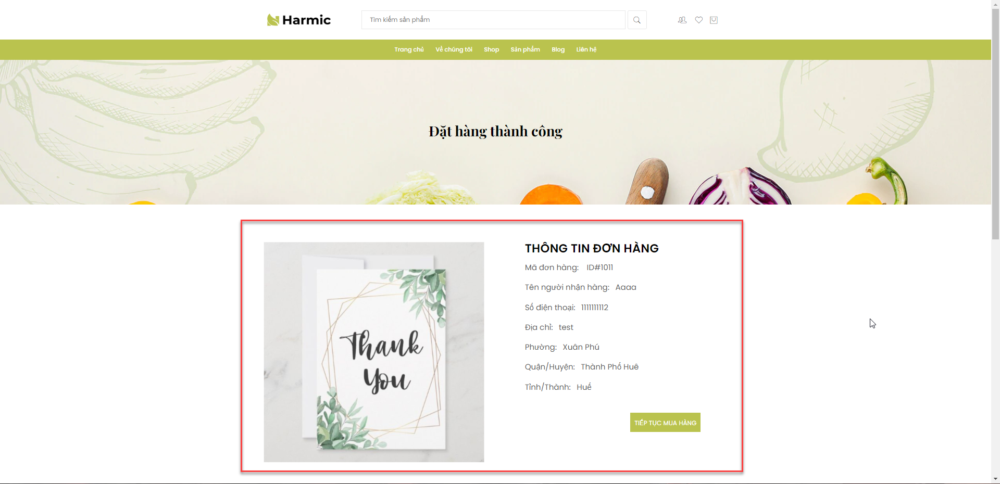 Harmic
Tìm kiếm sản phẩm
Trang chủ Về chúng tôi Shop Sản phẩm Blog Liên hệ
Đặt hàng thành công
Thank
You
THÔNG TIN ĐƠN HÀNG
Mã đơn hàng: ID#1011
Tên người nhận hàng: Aaaa
Số điện thoại: 1111111112
Địa chỉ: test
Phường: Xuân Phú
Quận/Huyện: Thành Phố Huê
Tỉnh/Thành: Huế
TIẾP TỤC MUA HÀNG